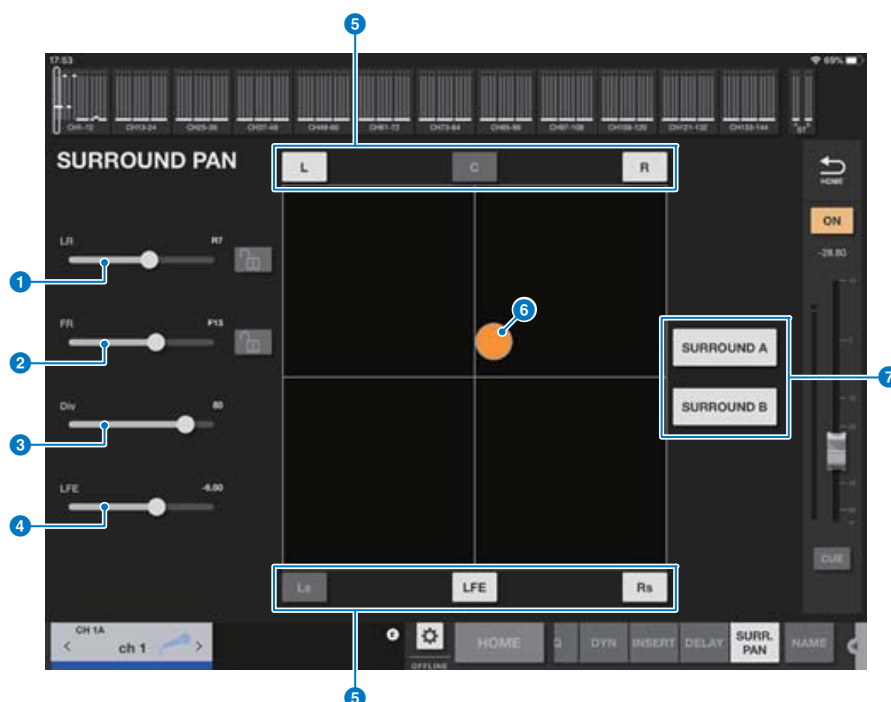 5
17:53
69%
CH1-12 CH13-24 CH25-36 CH37-48 CH49-60 CH61-72 CH73-84 CH85-96 CH97-108 CH109-120 CH121-132 CH133-144 ST
SURROUND PAN
L C R
HOME
ON
-28.80
LR R7
1
FR F13
2
6
SURROUND A
SURROUND B
7
Div 80
3
LFE -6.00
4
CUE
Ls LFE Rs
CH 1A
< ch 1 >
OFFLINE
HOME
DYN INSERT DELAY SURR. PAN NAME
5